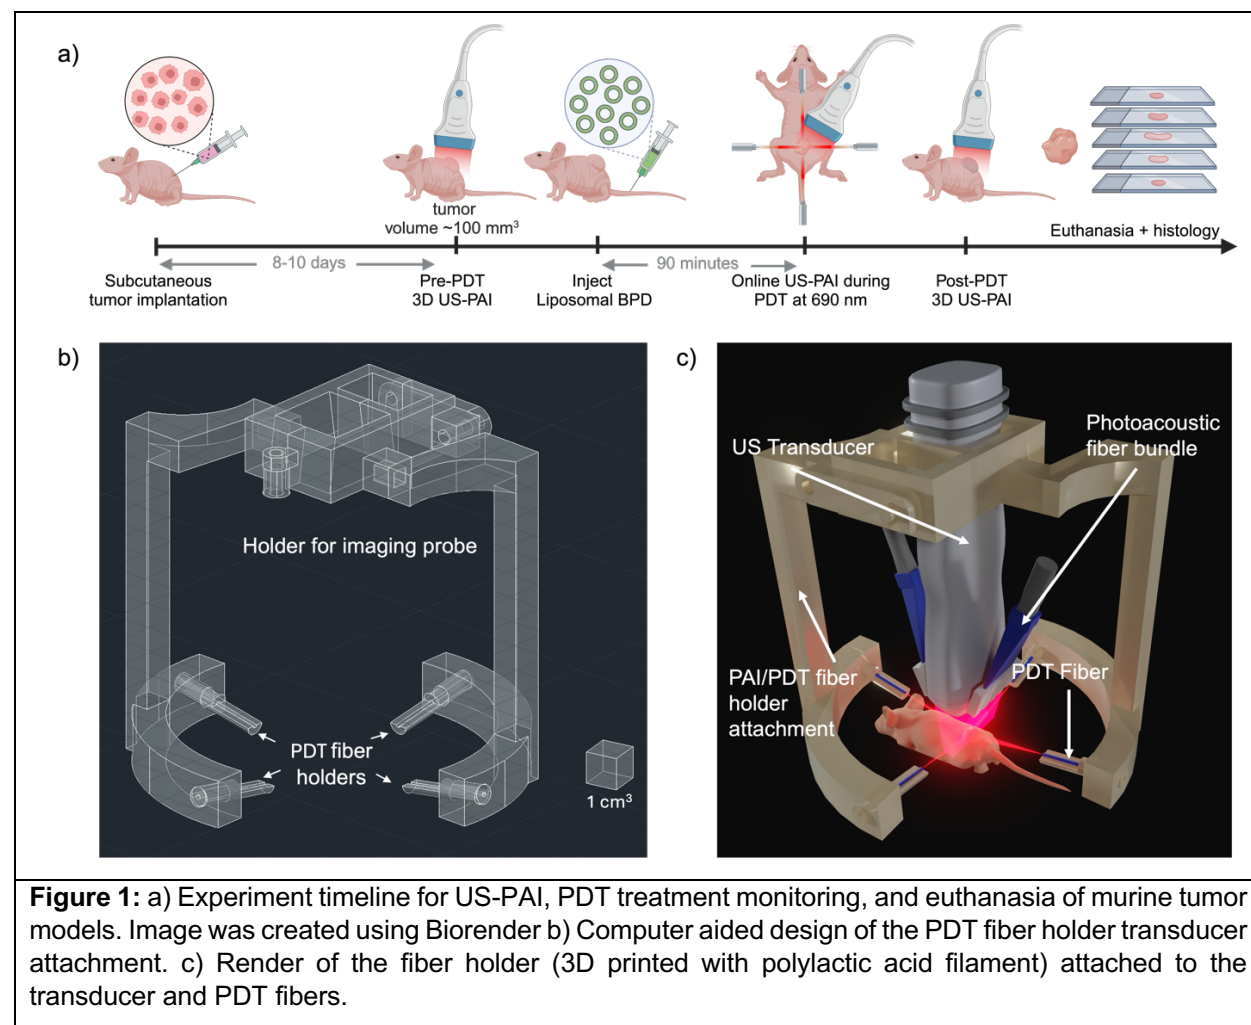 a)
tumor
volume ~100 mm³
Euthanasia + histology
8-10 days
90 minutes
Subcutaneous
tumor implantation
Pre-PDT
3D US-PAI
Inject
Liposomal BPD
Online US-PAI during
PDT at 690 nm
Post-PDT
3D US-PAI
b)
Holder for imaging probe
PDT fiber
holders
1 cm³
c)
US Transducer
Photoacoustic
fiber bundle
PAI/PDT fiber
holder
attachment
PDT Fiber
Figure 1: a) Experiment timeline for US-PAI, PDT treatment monitoring, and euthanasia of murine tumor
models. Image was created using Biorender b) Computer aided design of the PDT fiber holder transducer
attachment. c) Render of the fiber holder (3D printed with polylactic acid filament) attached to the
transducer and PDT fibers.